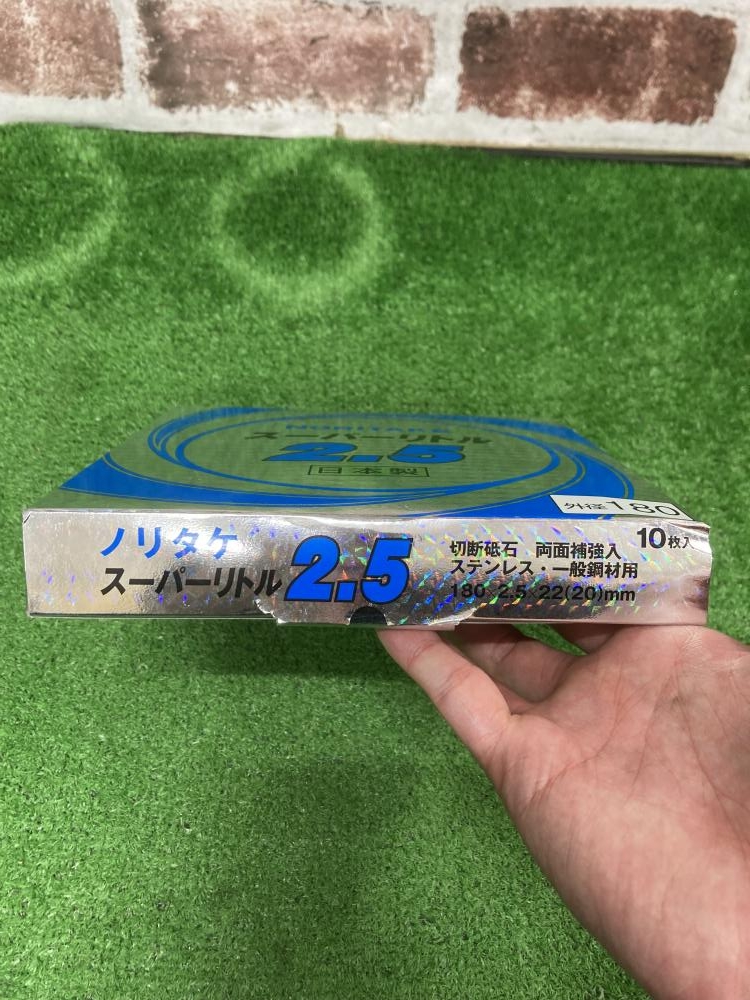 NORITAKE
スーパーリトル
2.5
[日本製]
外径180
ノリタケ
スーパーリトル 2.5
切断砥石 両面補強入
ステンレス・一般鋼材用
180×2.5×22(20)mm
10枚入